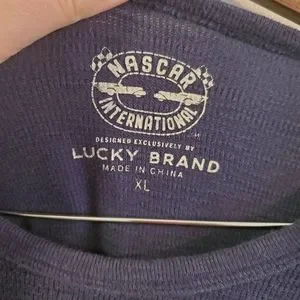 NASCAR
INTERNATIONAL
DESIGNED EXCLUSIVELY BY
LUCKY BRAND
MADE IN CHINA
XL